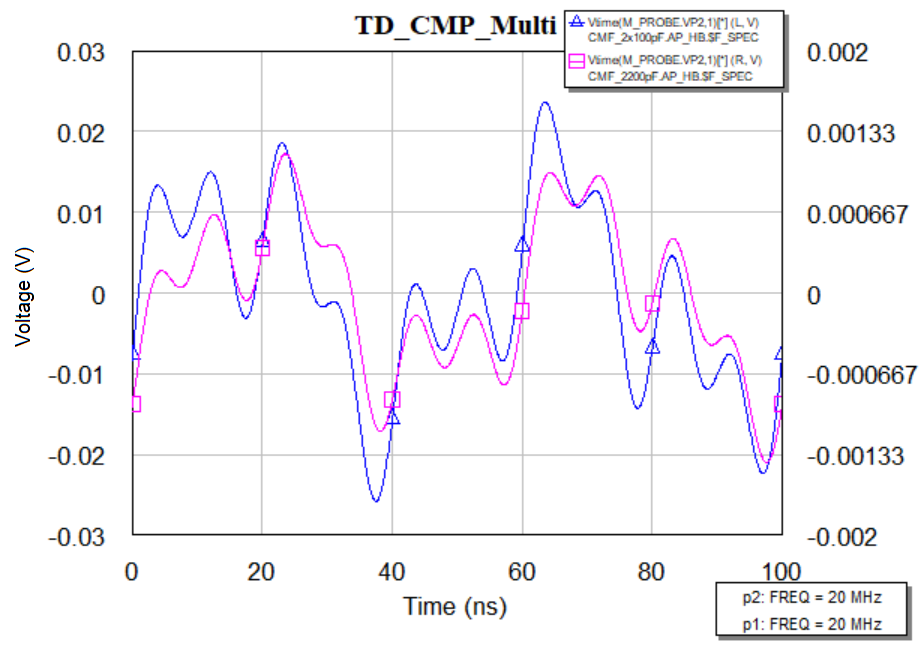 TD_CMP_Multi
Vtime(M_PROBE.VP2,1)[*] (L, V)
CMF_2x100pF.AP_HB.$F_SPEC
Vtime(M_PROBE.VP2,1)[*] (R, V)
CMF_2200pF.AP_HB.$F_SPEC
0.03
0.02
0.01
0
-0.01
-0.02
-0.03
Voltage (V)
0.002
0.00133
0.000667
0
-0.000667
-0.00133
-0.002
0 20 40 60 80 100
Time (ns)
p2: FREQ = 20 MHz
p1: FREQ = 20 MHz